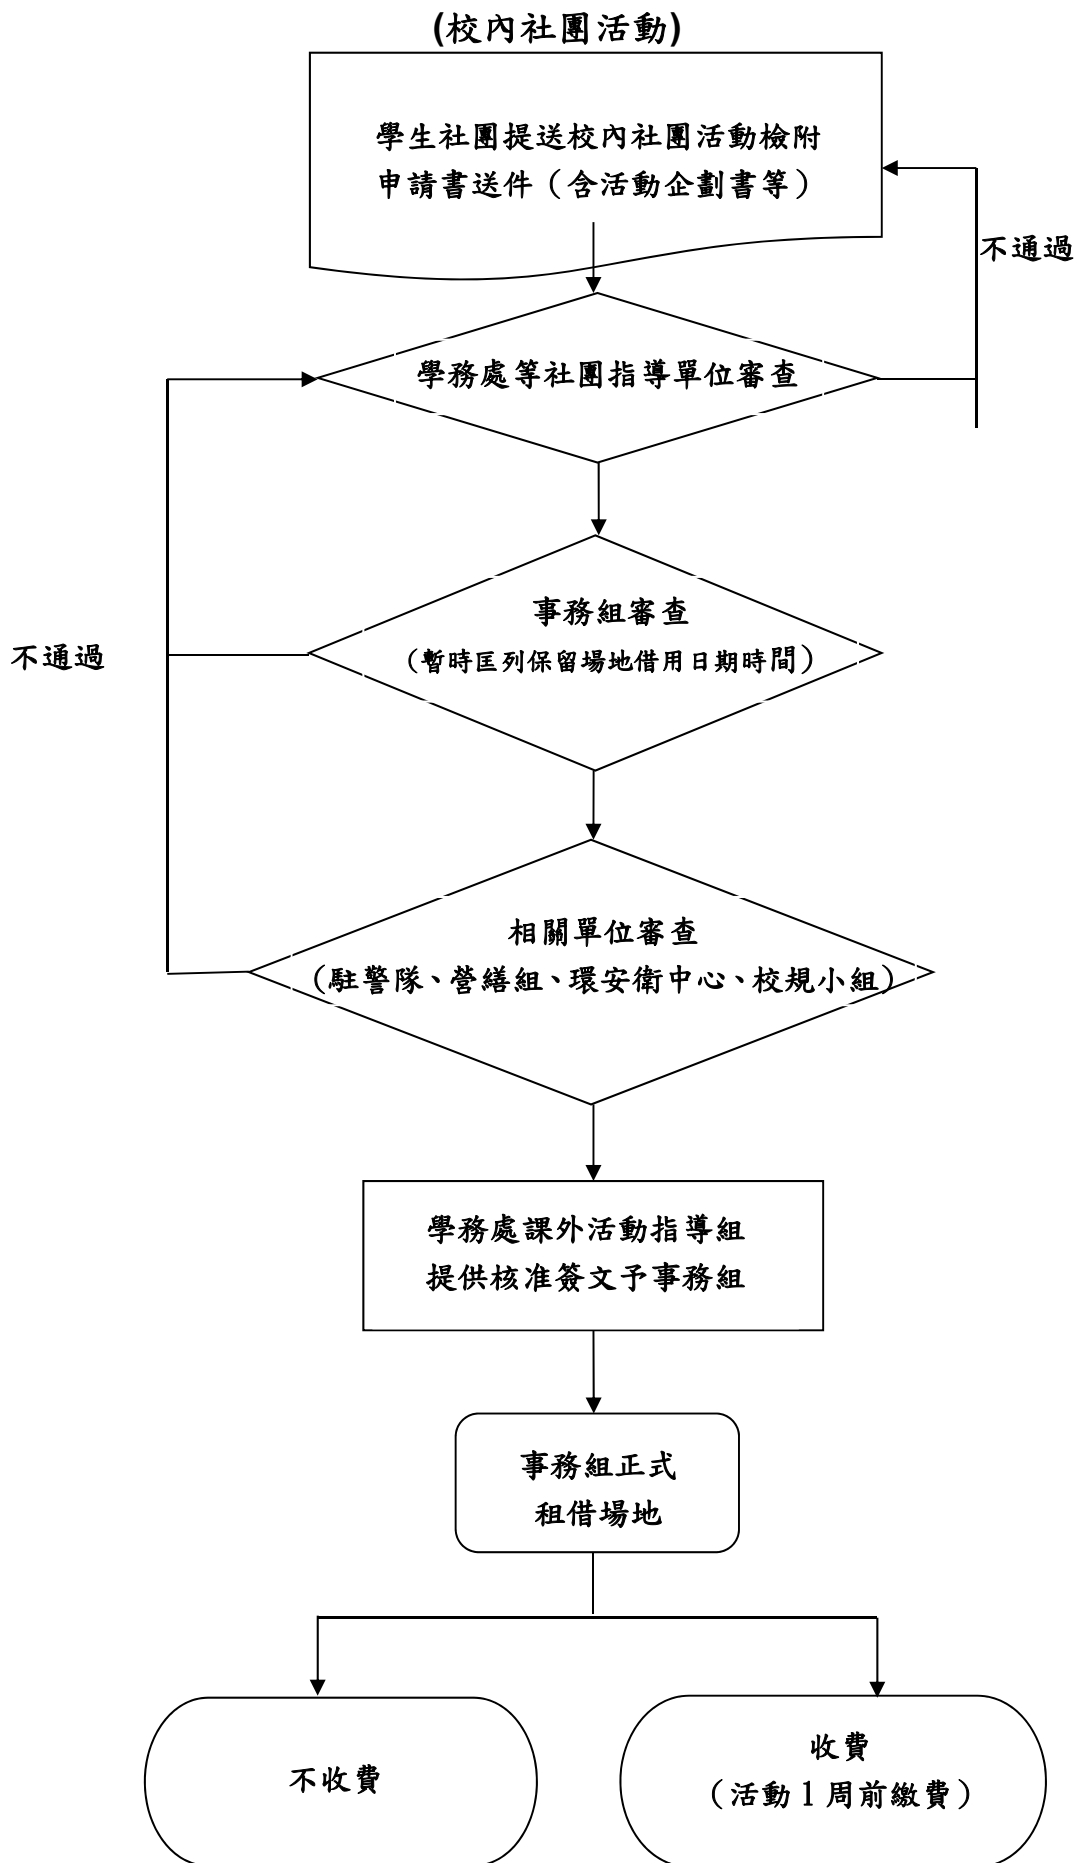 (校內社團活動)
學生社團提送校內社團活動檢附
申請書送件（含活動企劃書等）
不通過
學務處等社團指導單位審查
事務組審查
（暫時匡列保留場地借用日期時間）
不通過
相關單位審查
（駐警隊、營繕組、環安衛中心、校規小組）
學務處課外活動指導組
提供核准簽文予事務組
事務組正式
租借場地
不收費
收費
（活動1周前繳費）